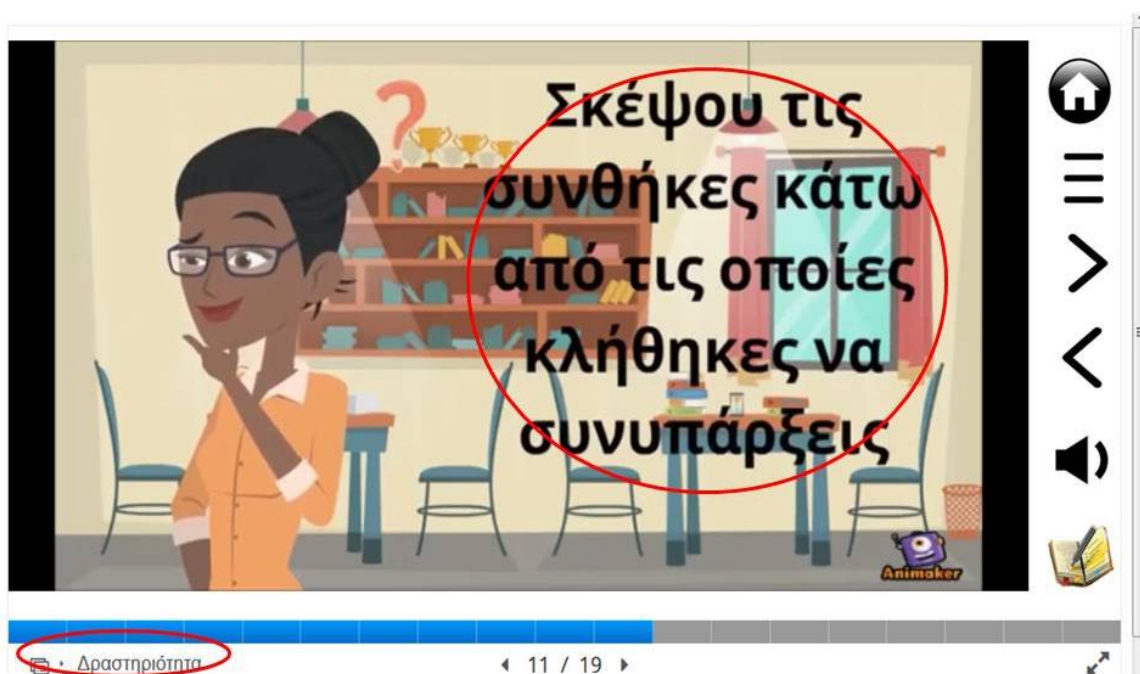 ?
Σκέψου τις
συνθήκες κάτω
από τις οποίες
κλήθηκες να
συνυπάρξεις
Animaker
Δραστηριότητα
11 / 19